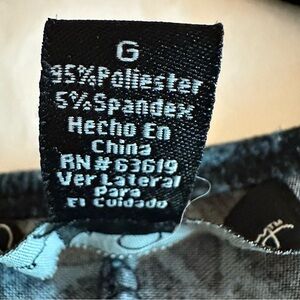 G
95%Poliester
5%Spandex
Hecho En
China
RN#63619
Ver Lateral
Para
El Cuidado